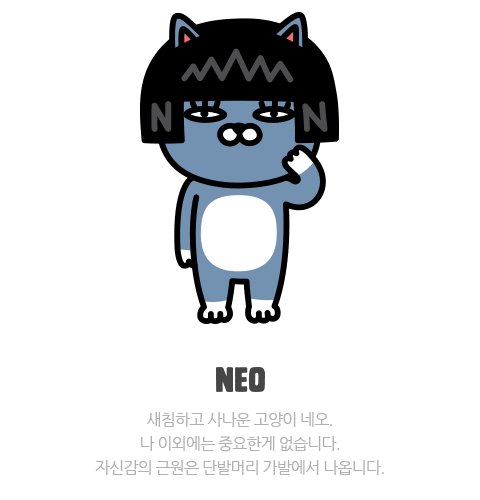 N N
NEO
새침하고 사나운 고양이 네오.
나 이외에는 중요한게 없습니다.
자신감의 근원은 단발머리 가발에서 나옵니다.